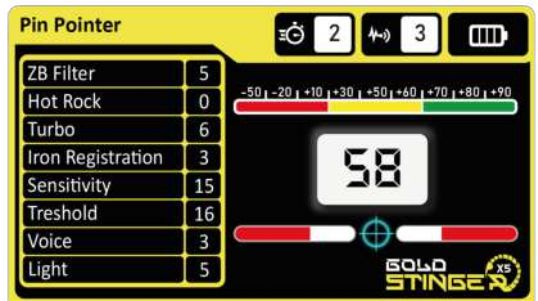 Pin Pointer
2
3
ZB Filter 5
Hot Rock 0
Turbo 6
Iron Registration 3
Sensitivity 15
Treshold 16
Voice 3
Light 5
-50 -20 +10 +30 +50 +60 +70 +80 +90
58
GOLD
STINGER X5